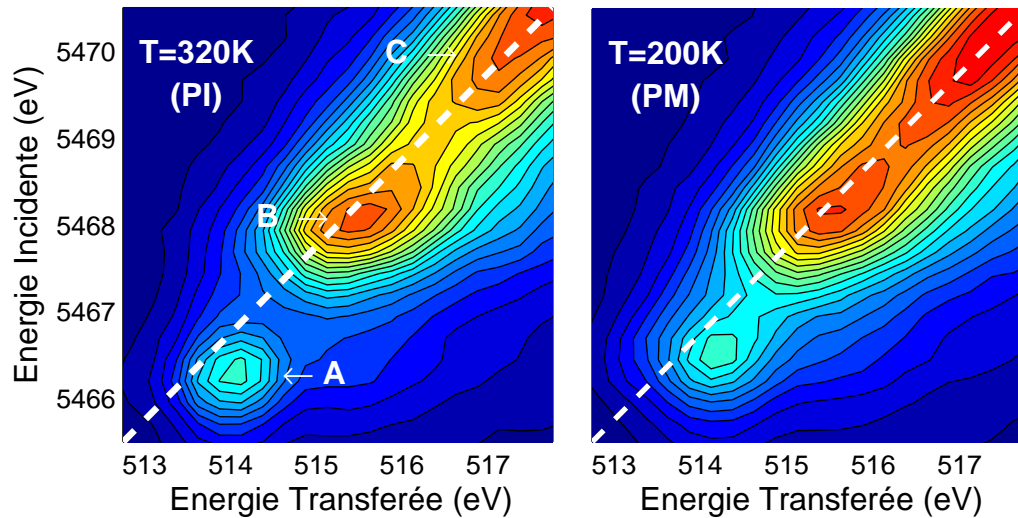 T=320K
(PI)
C →
B →
← A
Energie Incidente (eV)
5470
5469
5468
5467
5466
513 514 515 516 517
Energie Transferée (eV)
T=200K
(PM)
513 514 515 516 517
Energie Transferée (eV)